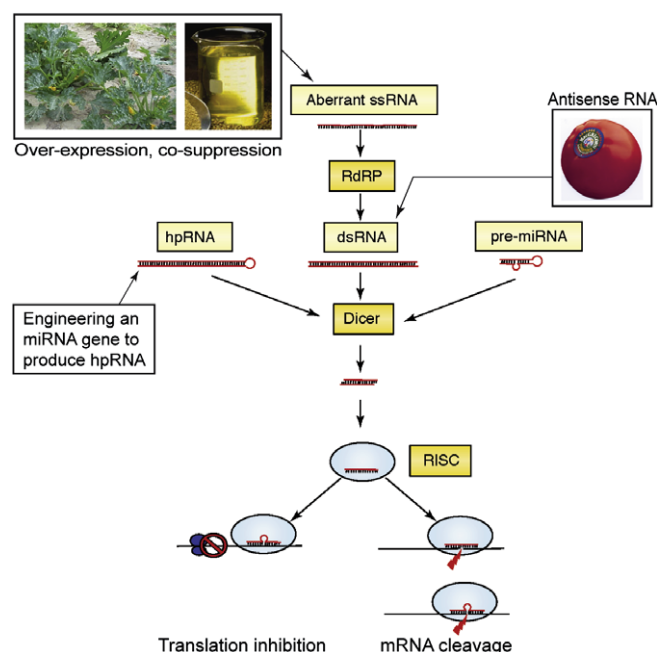 Aberrant ssRNA
Over-expression, co-suppression
Antisense RNA
RdRP
hpRNA
dsRNA
pre-miRNA
Engineering an
miRNA gene to
produce hpRNA
Dicer
RISC
Translation inhibition
mRNA cleavage